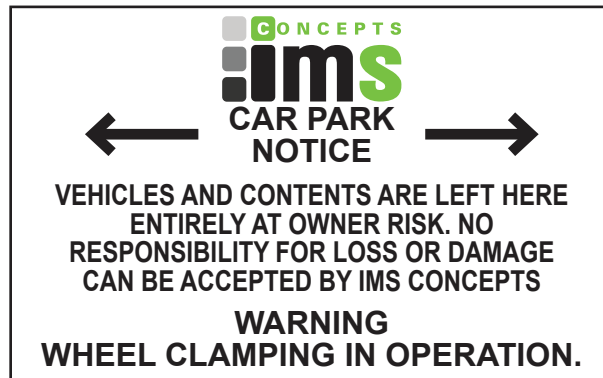 CONCEPTS
ims
CAR PARK
NOTICE
VEHICLES AND CONTENTS ARE LEFT HERE
ENTIRELY AT OWNER RISK. NO
RESPONSIBILITY FOR LOSS OR DAMAGE
CAN BE ACCEPTED BY IMS CONCEPTS
WARNING
WHEEL CLAMPING IN OPERATION.